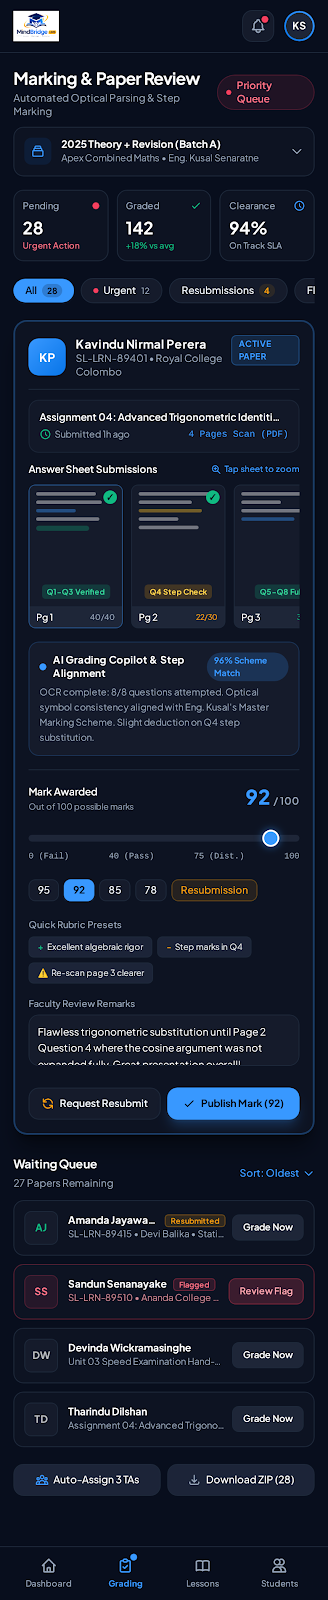 MindBridge
KS
Marking & Paper Review
Automated Optical Parsing & Step
Marking
Priority
Queue
2025 Theory + Revision (Batch A)
Apex Combined Maths • Eng. Kusal Senaratne
Pending
28
Urgent Action
Graded
142
+18% vs avg
Clearance
94%
On Track SLA
All 28
Urgent 12
Resubmissions 4
Fl
KP
Kavindu Nirmal Perera
SL-LRN-89401 • Royal College
Colombo
ACTIVE
PAPER
Assignment 04: Advanced Trigonometric Identiti...
Submitted 1h ago
4 Pages Scan (PDF)
Answer Sheet Submissions
Tap sheet to zoom
Q1-Q3 Verified
Pg 1 40/40
Q4 Step Check
Pg 2 22/30
Q5-Q8 Ful
Pg 3 3
AI Grading Copilot & Step
Alignment
96% Scheme
Match
OCR complete: 8/8 questions attempted. Optical
symbol consistency aligned with Eng. Kusal's Master
Marking Scheme. Slight deduction on Q4 step
substitution.
Mark Awarded
Out of 100 possible marks
92 / 100
0 (Fail) 40 (Pass) 75 (Dist.) 100
95 92 85 78 Resubmission
Quick Rubric Presets
+ Excellent algebraic rigor
- Step marks in Q4
⚠️ Re-scan page 3 clearer
Faculty Review Remarks
Flawless trigonometric substitution until Page 2
Question 4 where the cosine argument was not
expanded fully. Great presentation overall!
Request Resubmit
Publish Mark (92)
Waiting Queue
27 Papers Remaining
Sort: Oldest
AJ
Amanda Jayawa... Resubmitted
SL-LRN-89415 • Devi Balika • Stati...
Grade Now
SS
Sandun Senanayake Flagged
SL-LRN-89510 • Ananda College ...
Review Flag
DW
Devinda Wickramasinghe
Unit 03 Speed Examination Hand-...
Grade Now
TD
Tharindu Dilshan
Assignment 04: Advanced Trigono...
Grade Now
Auto-Assign 3 TAs
Download ZIP (28)
Dashboard
Grading
Lessons
Students